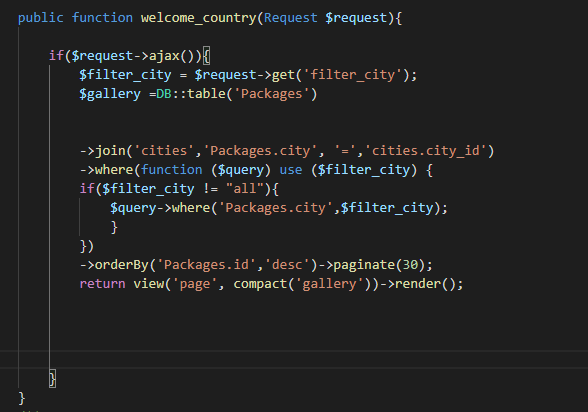 public function welcome_country(Request $request){
if($request->ajax()){
$filter_city = $request->get('filter_city');
$gallery =DB::table('Packages')
->join('cities','Packages.city', '=','cities.city_id')
->where(function ($query) use ($filter_city) {
if($filter_city != "all"){
$query->where('Packages.city',$filter_city);
}
})
->orderBy('Packages.id','desc')->paginate(30);
return view('page', compact('gallery'))->render();
}
}